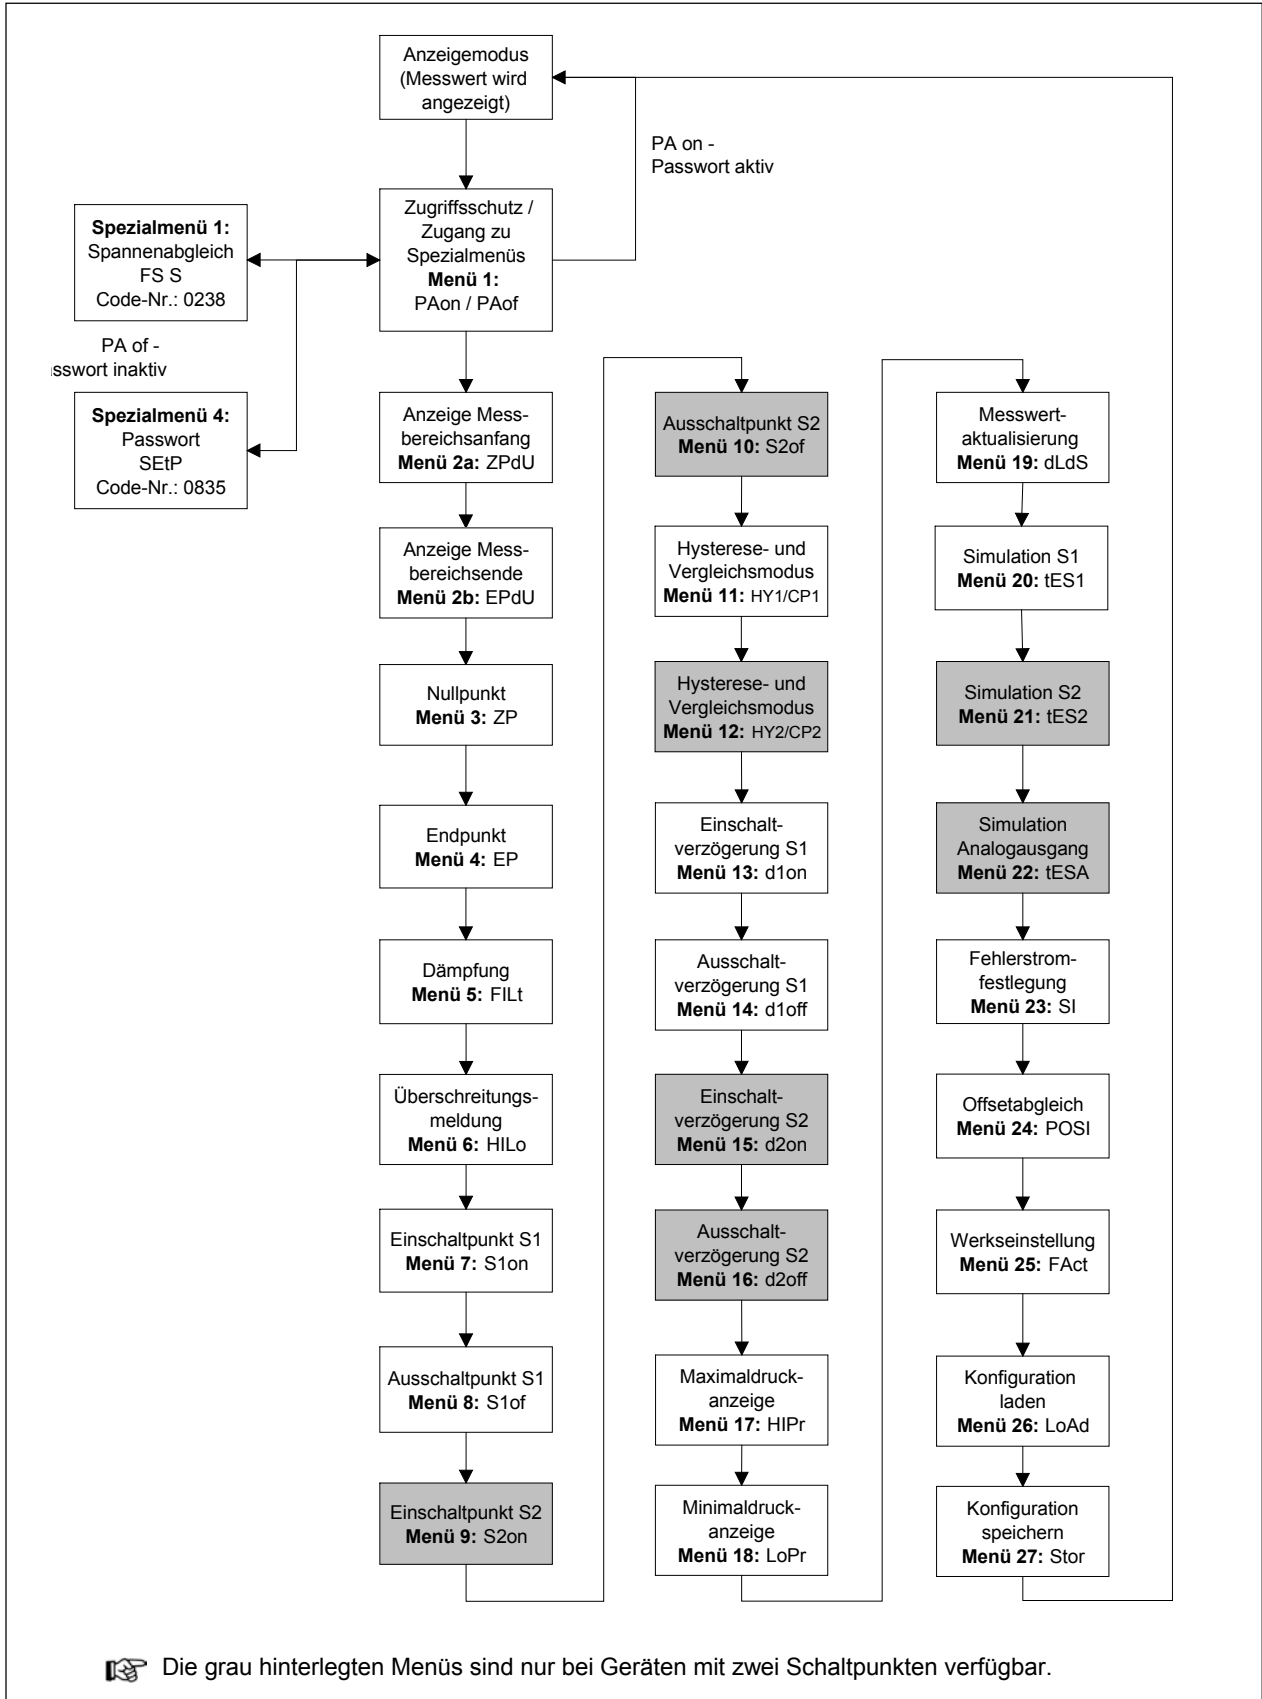 Anzeigemodus
(Messwert wird
angezeigt)
PA on -
Passwort aktiv
Zugriffsschutz /
Zugang zu
Spezialmenüs
Menü 1:
PAon / PAof
Spezialmenü 1:
Spannenabgleich
FS S
Code-Nr.: 0238
PA of -
sswort inaktiv
Spezialmenü 4:
Passwort
SEtP
Code-Nr.: 0835
Anzeige Mess-
bereichsanfang
Menü 2a: ZPdU
Anzeige Mess-
bereichsende
Menü 2b: EPdU
Nullpunkt
Menü 3: ZP
Endpunkt
Menü 4: EP
Dämpfung
Menü 5: FILt
Überschreitungs-
meldung
Menü 6: HILo
Einschaltpunkt S1
Menü 7: S1on
Ausschaltpunkt S1
Menü 8: S1of
Einschaltpunkt S2
Menü 9: S2on
Ausschaltpunkt S2
Menü 10: S2of
Hysterese- und
Vergleichsmodus
Menü 11: HY1/CP1
Hysterese- und
Vergleichsmodus
Menü 12: HY2/CP2
Einschalt-
verzögerung S1
Menü 13: d1on
Ausschalt-
verzögerung S1
Menü 14: d1off
Einschalt-
verzögerung S2
Menü 15: d2on
Ausschalt-
verzögerung S2
Menü 16: d2off
Maximaldruck-
anzeige
Menü 17: HIPr
Minimaldruck-
anzeige
Menü 18: LoPr
Messwert-
aktualisierung
Menü 19: dLdS
Simulation S1
Menü 20: tES1
Simulation S2
Menü 21: tES2
Simulation
Analogausgang
Menü 22: tESA
Fehlerstrom-
festlegung
Menü 23: SI
Offsetabgleich
Menü 24: POSI
Werkseinstellung
Menü 25: FAct
Konfiguration
laden
Menü 26: LoAd
Konfiguration
speichern
Menü 27: Stor
Die grau hinterlegten Menüs sind nur bei Geräten mit zwei Schaltpunkten verfügbar.